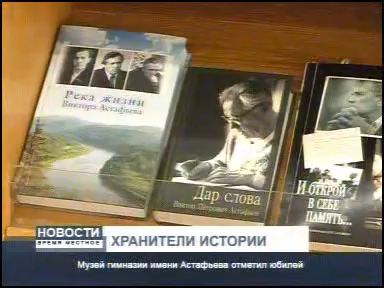 Река жизни
Виктора Астафьева
Дар слова
Виктор Петрович Астафьев
И ОТКРОЙ
В СЕБЕ
ПАМЯТЬ...
НОВОСТИ
ВРЕМЯ МЕСТНОЕ
ХРАНИТЕЛИ ИСТОРИИ
Музей гимназии имени Астафьева отметил юбилей